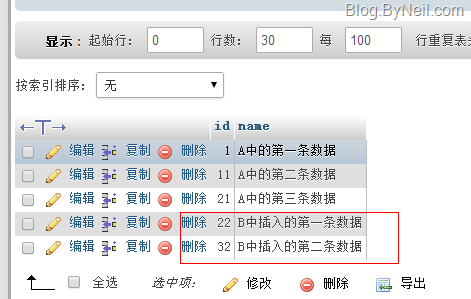 Blog.ByNeil.com
显示：起始行： 0 行数： 30 每 100 行重复表头
按索引排序： 无
id name
编辑 复制 删除 1 A中的第一条数据
编辑 复制 删除 11 A中的第二条数据
编辑 复制 删除 21 A中的第三条数据
编辑 复制 删除 22 B中插入的第一条数据
编辑 复制 删除 32 B中插入的第二条数据
全选 选中项： 修改 删除 导出